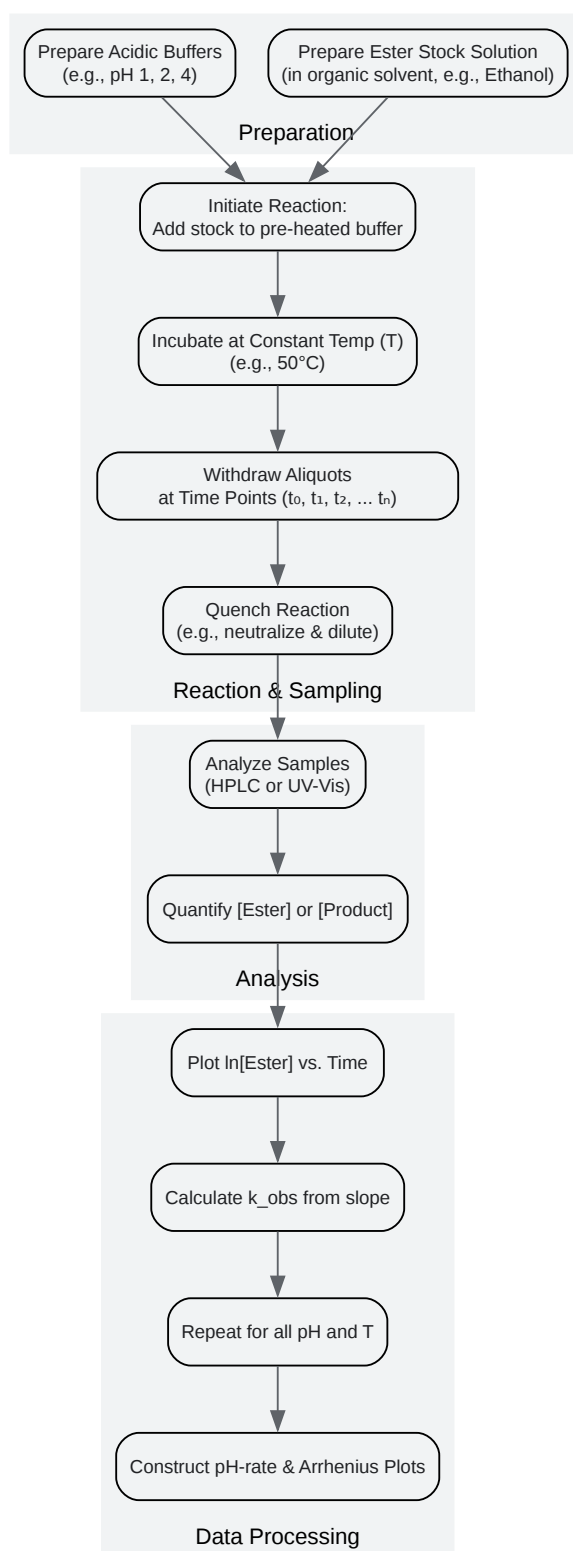 Prepare Acidic Buffers
(e.g., pH 1, 2, 4)
Prepare Ester Stock Solution
(in organic solvent, e.g., Ethanol)
Preparation
Initiate Reaction:
Add stock to pre-heated buffer
Incubate at Constant Temp (T)
(e.g., 50°C)
Withdraw Aliquots
at Time Points (t₀, t₁, t₂, ... tₙ)
Quench Reaction
(e.g., neutralize & dilute)
Reaction & Sampling
Analyze Samples
(HPLC or UV-Vis)
Quantify [Ester] or [Product]
Analysis
Plot ln[Ester] vs. Time
Calculate k_obs from slope
Repeat for all pH and T
Construct pH-rate & Arrhenius Plots
Data Processing